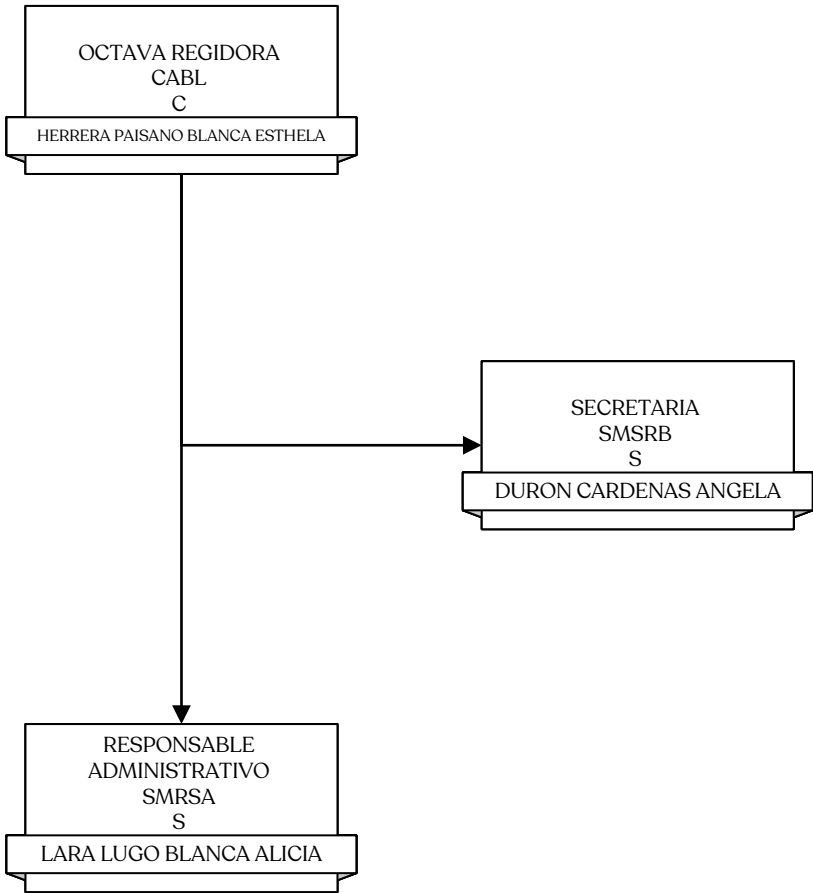 OCTAVA REGIDORA
CABL
C
HERRERA PAISANO BLANCA ESTHELA
SECRETARIA
SMSRB
S
DURON CARDENAS ANGELA
RESPONSABLE
ADMINISTRATIVO
SMRSA
S
LARA LUGO BLANCA ALICIA